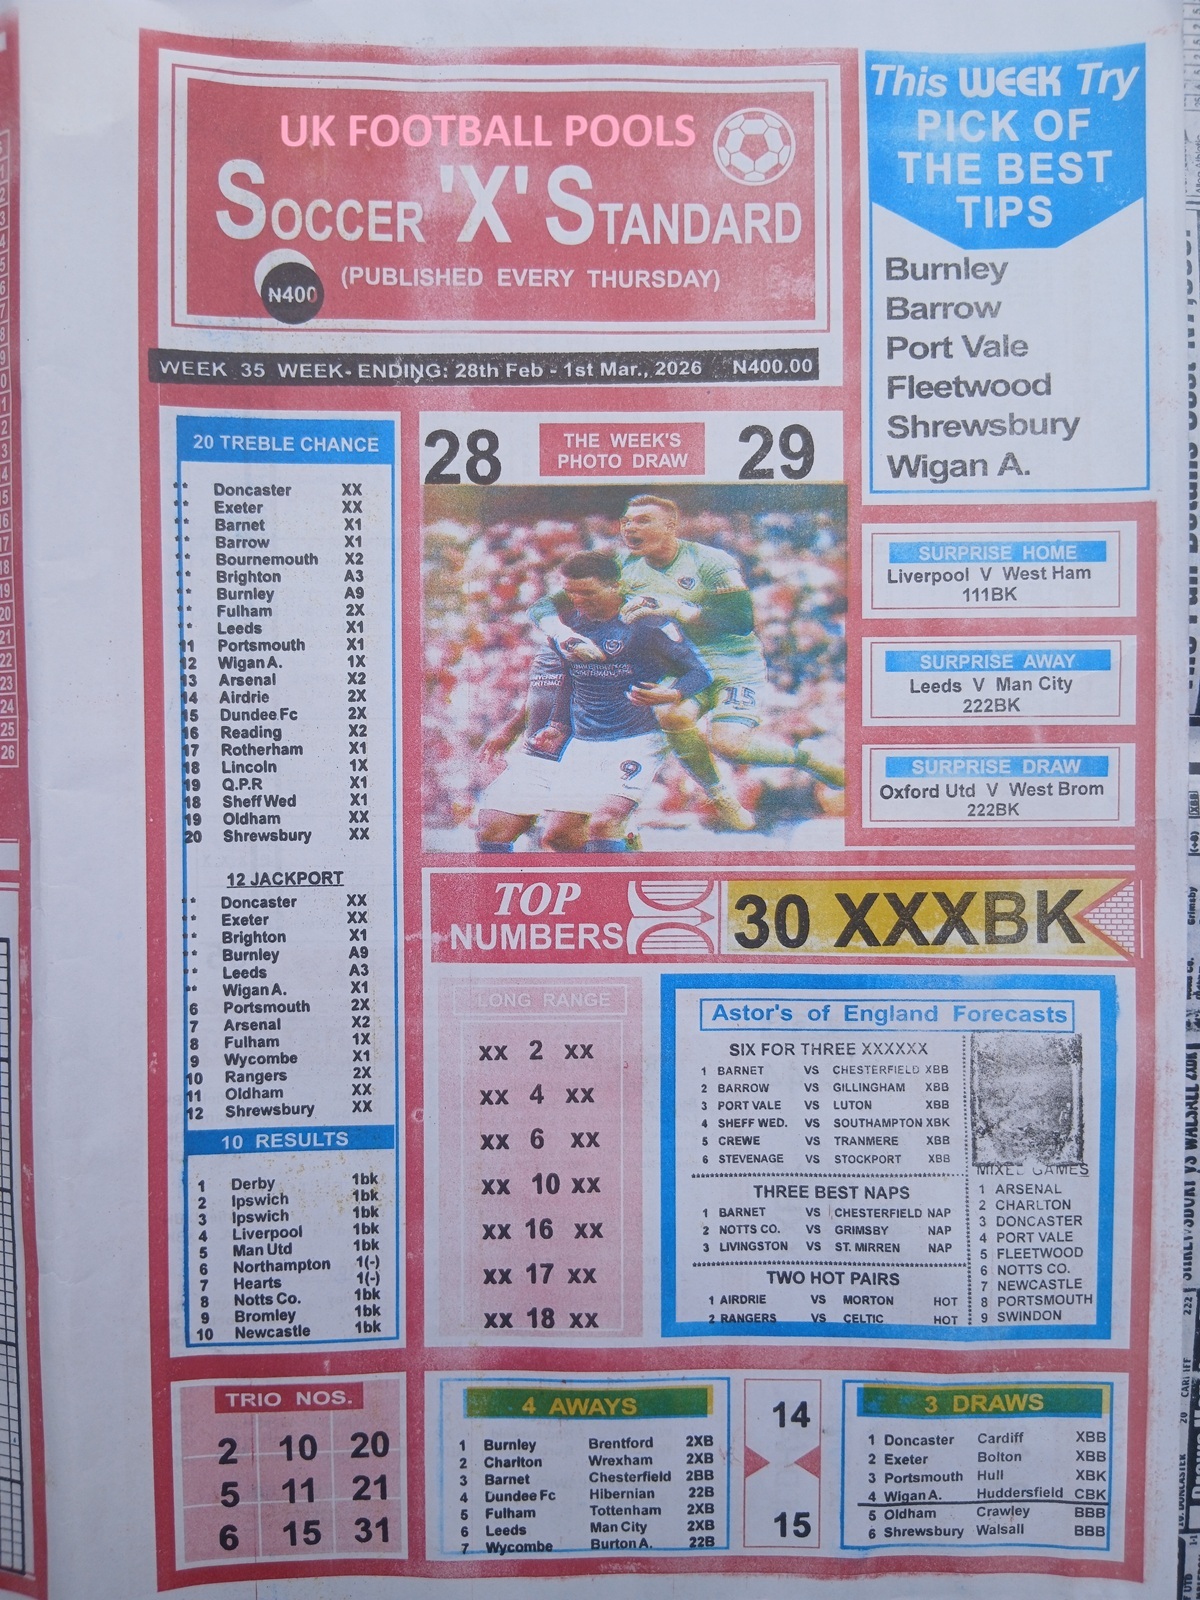 UK FOOTBALL POOLS
SOCCER 'X' STANDARD
(PUBLISHED EVERY THURSDAY)
N400
WEEK 35 WEEK- ENDING: 28th Feb - 1st Mar., 2026 N400.00
This WEEK Try
PICK OF
THE BEST
TIPS
Burnley
Barrow
Port Vale
Fleetwood
Shrewsbury
Wigan A.
20 TREBLE CHANCE
** Doncaster XX
** Exeter XX
** Barnet X1
** Barrow X1
** Bournemouth X2
** Brighton A3
** Burnley A9
** Fulham 2X
** Leeds X1
11 Portsmouth X1
12 Wigan A. 1X
13 Arsenal X2
14 Airdrie 2X
15 Dundee Fc 2X
16 Reading X2
17 Rotherham X1
18 Lincoln 1X
19 Q.P.R X1
18 Sheff Wed X1
19 Oldham XX
20 Shrewsbury XX
12 JACKPORT
** Doncaster XX
** Exeter XX
** Brighton X1
** Burnley A9
** Leeds A3
** Wigan A. X1
6 Portsmouth 2X
7 Arsenal X2
8 Fulham 1X
9 Wycombe X1
10 Rangers 2X
11 Oldham XX
12 Shrewsbury XX
10 RESULTS
1 Derby 1bk
2 Ipswich 1bk
3 Ipswich 1bk
4 Liverpool 1bk
5 Man Utd 1bk
6 Northampton 1(-)
7 Hearts 1(-)
8 Notts Co. 1bk
9 Bromley 1bk
10 Newcastle 1bk
28 THE WEEK'S PHOTO DRAW 29
15
9
SURPRISE HOME
Liverpool V West Ham
111BK
SURPRISE AWAY
Leeds V Man City
222BK
SURPRISE DRAW
Oxford Utd V West Brom
222BK
TOP NUMBERS 30 XXXBK
LONG RANGE
xx 2 xx
xx 4 xx
xx 6 xx
xx 10 xx
xx 16 xx
xx 17 xx
xx 18 xx
Astor's of England Forecasts
SIX FOR THREE XXXXXX
1 BARNET VS CHESTERFIELD XBB
2 BARROW VS GILLINGHAM XBB
3 PORT VALE VS LUTON XBB
4 SHEFF WED. VS SOUTHAMPTON XBK
5 CREWE VS TRANMERE XBB
6 STEVENAGE VS STOCKPORT XBB
THREE BEST NAPS
1 BARNET VS CHESTERFIELD NAP
2 NOTTS CO. VS GRIMSBY NAP
3 LIVINGSTON VS ST. MIRREN NAP
TWO HOT PAIRS
1 AIRDRIE VS MORTON HOT
2 RANGERS VS CELTIC HOT
MIXED GAMES
1 ARSENAL
2 CHARLTON
3 DONCASTER
4 PORT VALE
5 FLEETWOOD
6 NOTTS CO.
7 NEWCASTLE
8 PORTSMOUTH
9 SWINDON
TRIO NOS.
2 10 20
5 11 21
6 15 31
4 AWAYS
1 Burnley Brentford 2XB
2 Charlton Wrexham 2XB
3 Barnet Chesterfield 2BB
4 Dundee Fc Hibernian 22B
5 Fulham Tottenham 2XB
6 Leeds Man City 2XB
7 Wycombe Burton A. 22B
14
15
3 DRAWS
1 Doncaster Cardiff XBB
2 Exeter Bolton XBB
3 Portsmouth Hull XBK
4 Wigan A. Huddersfield CBK
5 Oldham Crawley BBB
6 Shrewsbury Walsall BBB